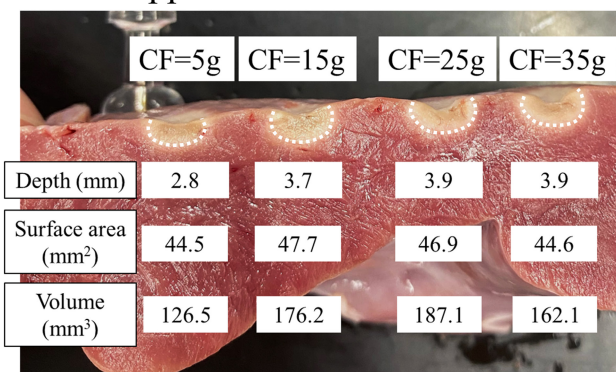 CF=5g CF=15g CF=25g CF=35g
Depth (mm) 2.8 3.7 3.9 3.9
Surface area
(mm²) 44.5 47.7 46.9 44.6
Volume
(mm³) 126.5 176.2 187.1 162.1